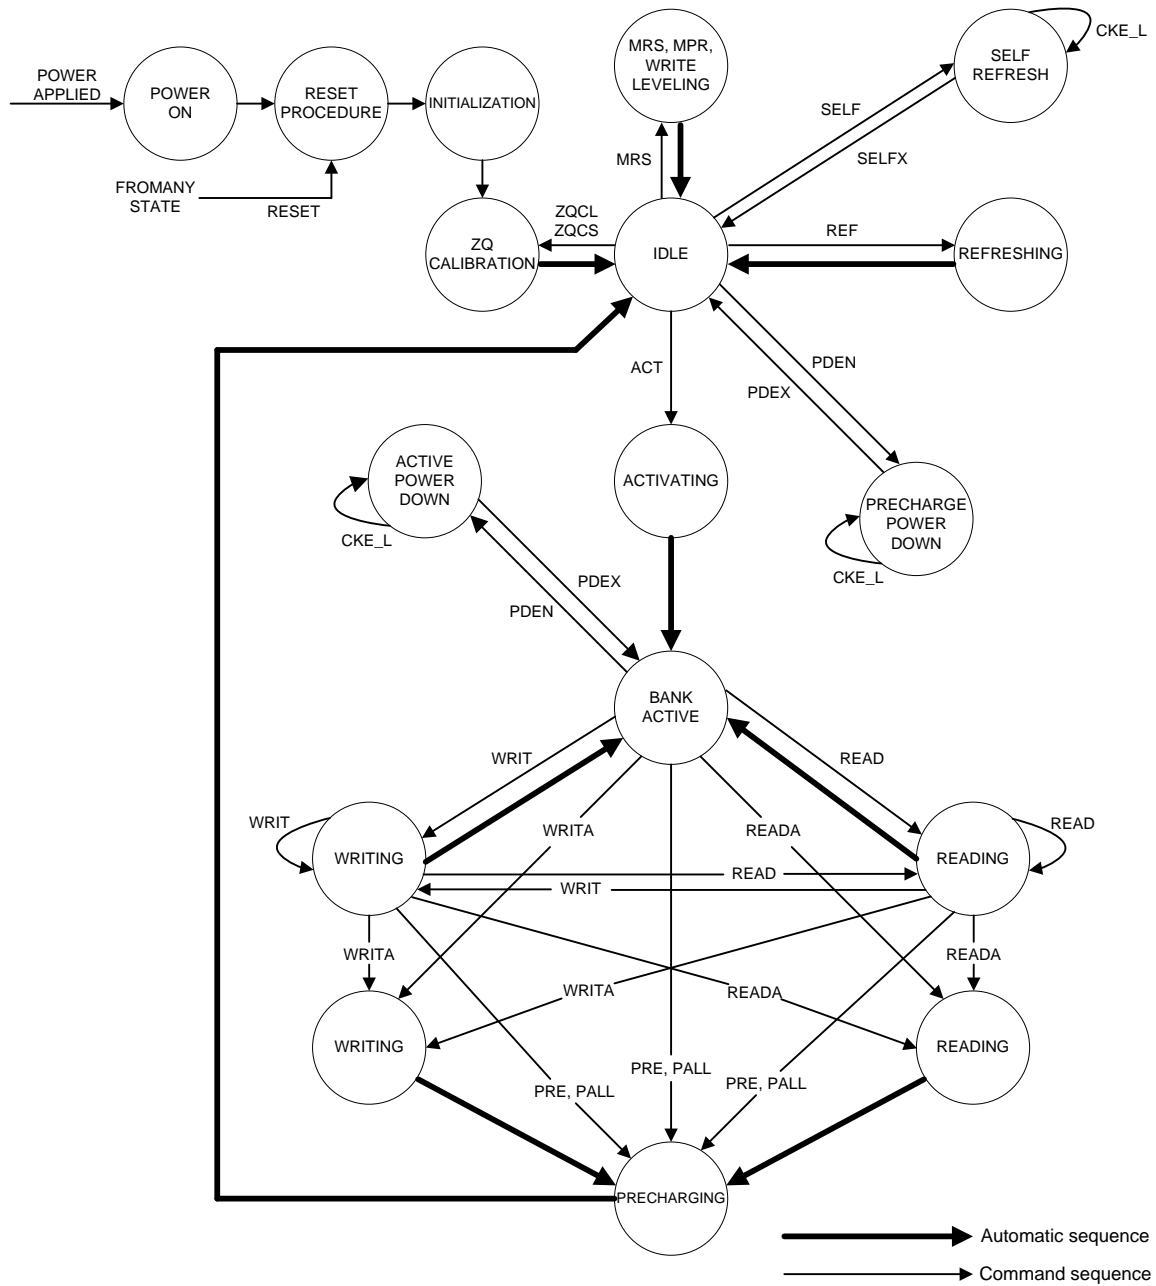 MRS, MPR,
WRITE
LEVELING
SELF
REFRESH
CKE_L
POWER
APPLIED
POWER
ON
RESET
PROCEDURE
INITIALIZATION
SELF
MRS
SELFX
FROMANY
STATE
RESET
ZQCL
ZQCS
ZQ
CALIBRATION
IDLE
REF
REFRESHING
ACT
PDEN
PDEX
ACTIVE
POWER
DOWN
CKE_L
ACTIVATING
PRECHARGE
POWER
DOWN
CKE_L
PDEX
PDEN
BANK
ACTIVE
WRIT
READ
WRIT
WRITA
READA
READ
WRITING
READING
READ
WRIT
WRITA
READA
WRITA
READA
WRITING
READING
PRE, PALL
PRE, PALL
PRE, PALL
PRECHARGING
Automatic sequence
Command sequence